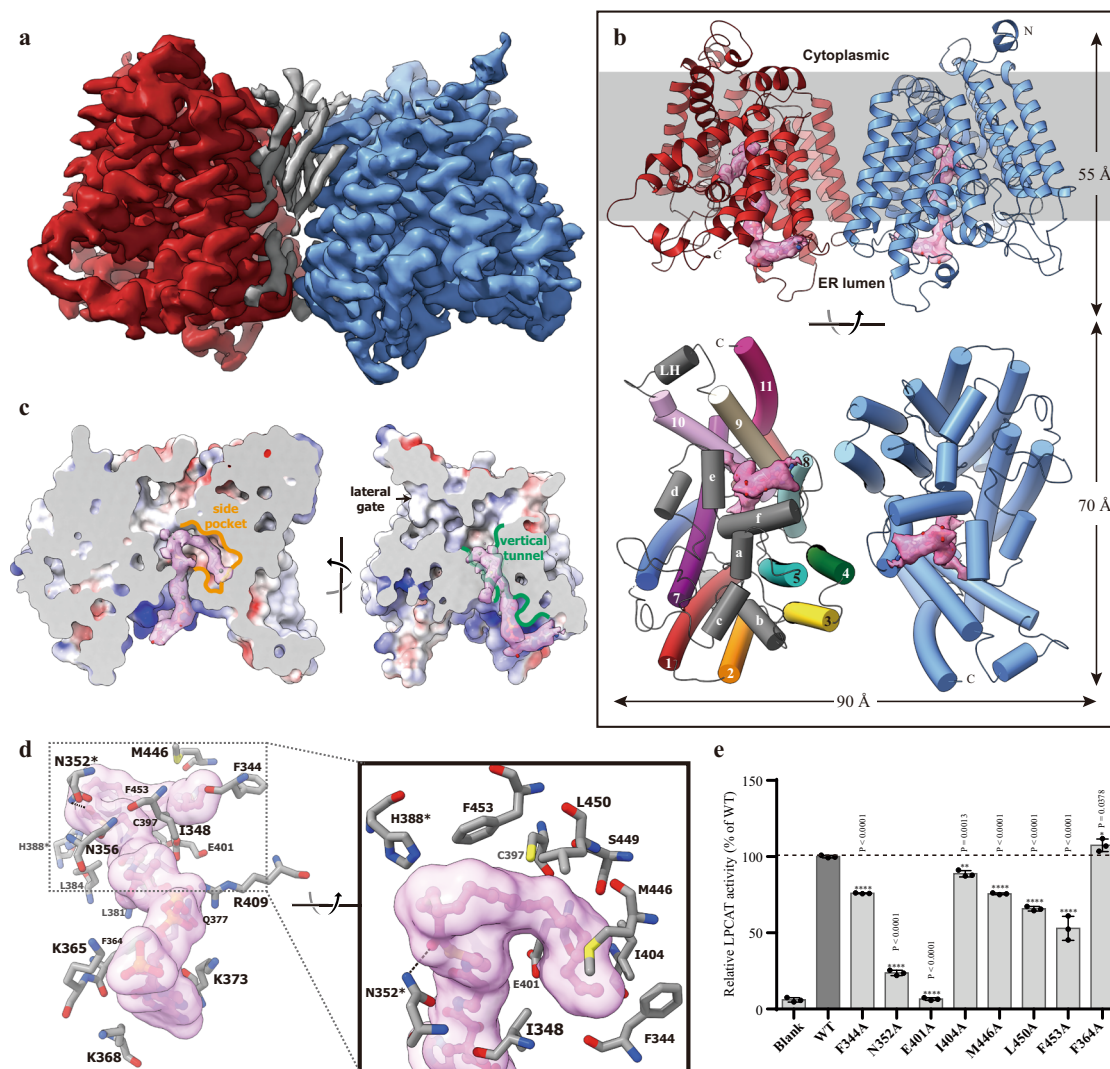 a
b
Cytoplasmic
N
55 Å
C
ER lumen
C
LH
11
10
9
8
d
e
f
a
5
4
7
c
b
3
1
2
C
70 Å
90 Å
c
side
pocket
lateral
gate
vertical
tunnel
d
M446
N352*
F344
F453
C397
I348
H388*
N356
E401
L384
R409
L381
Q377
K365
F364
K373
K368
L450
F453
H388*
S449
C397
M446
I404
E401
N352*
I348
F344
e
Relative LPCAT activity (% of WT)
150
100
50
0
P < 0.0001
P < 0.0001
P < 0.0001
P = 0.0013
P < 0.0001
P < 0.0001
P < 0.0001
P = 0.0378
****
****
****
**
****
****
****
*
Blank
WT
F344A
N352A
E401A
I404A
M446A
L450A
F453A
F364A